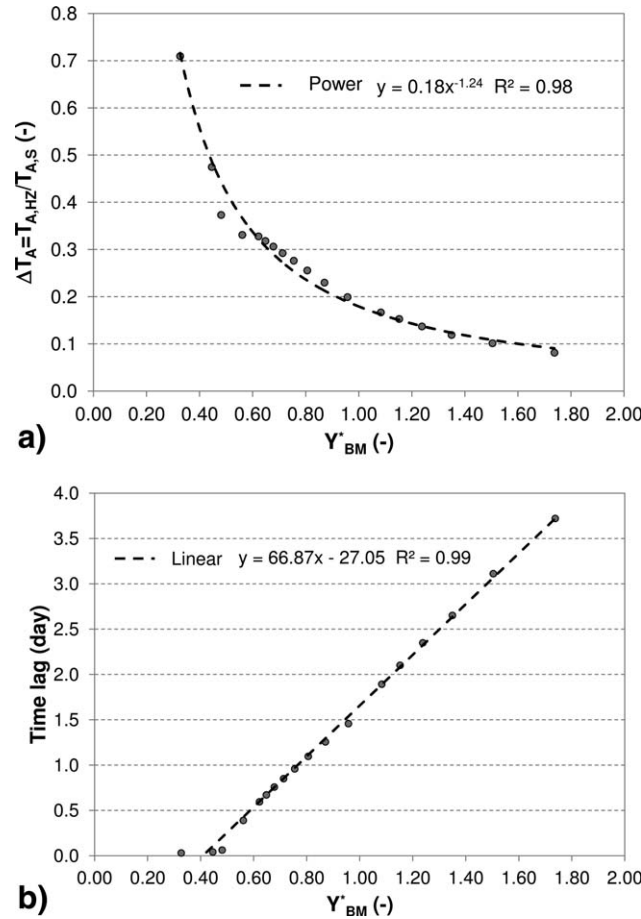 0.8
0.7
0.6
0.5
0.4
0.3
0.2
0.1
0.0
ΔT_A=T_A,HZ/T_A,S (-)
Power y = 0.18x^-1.24 R² = 0.98
0.00 0.20 0.40 0.60 0.80 1.00 1.20 1.40 1.60 1.80 2.00
a) Y*_BM (-)
4.0
3.5
3.0
2.5
2.0
1.5
1.0
0.5
0.0
Time lag (day)
Linear y = 66.87x - 27.05 R² = 0.99
0.00 0.20 0.40 0.60 0.80 1.00 1.20 1.40 1.60 1.80 2.00
b) Y*_BM (-)